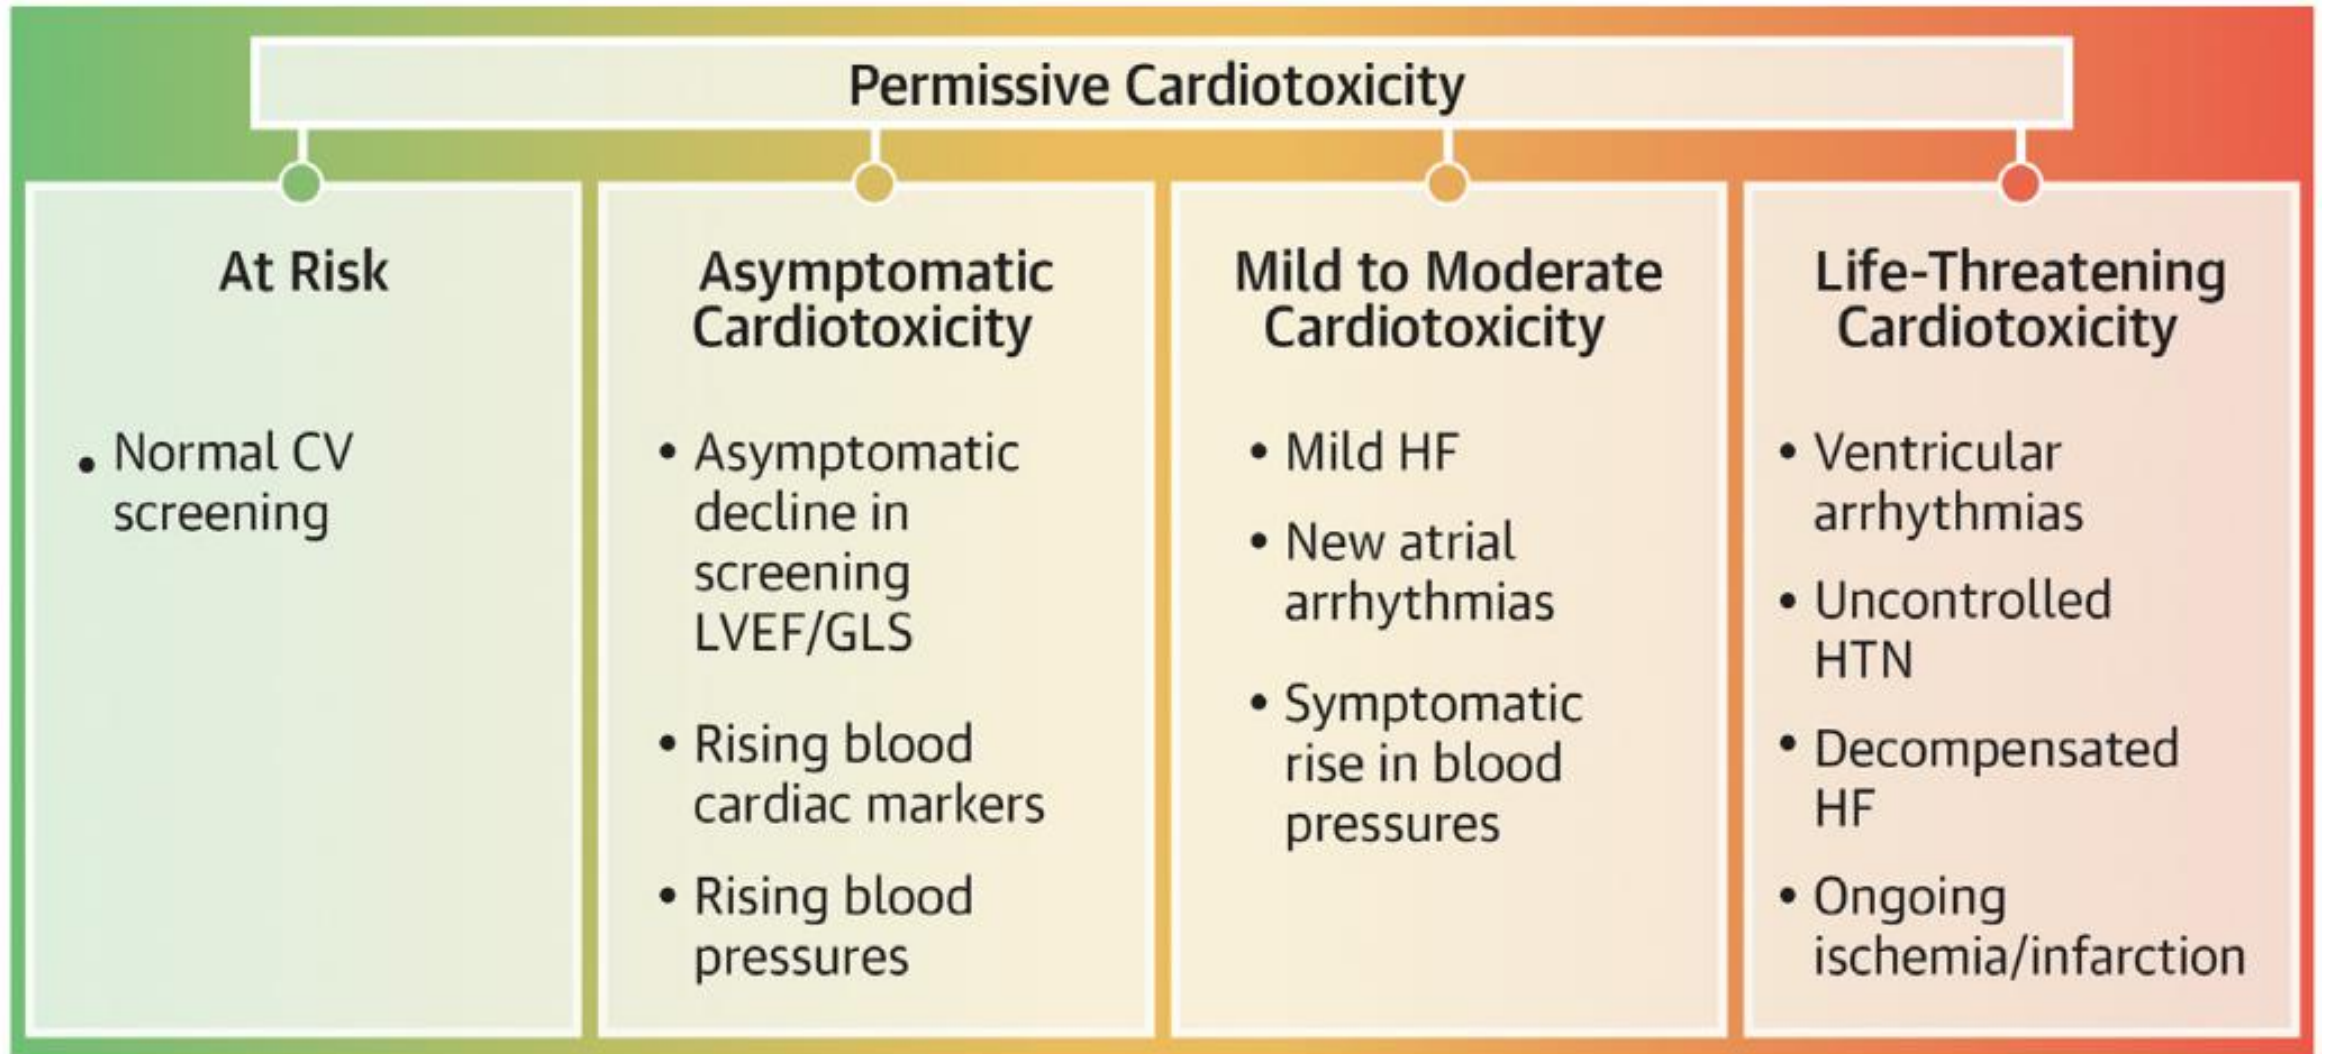 Permissive Cardiotoxicity
At Risk
• Normal CV
screening
Asymptomatic
Cardiotoxicity
• Asymptomatic
decline in
screening
LVEF/GLS
• Rising blood
cardiac markers
• Rising blood
pressures
Mild to Moderate
Cardiotoxicity
• Mild HF
• New atrial
arrhythmias
• Symptomatic
rise in blood
pressures
Life-Threatening
Cardiotoxicity
• Ventricular
arrhythmias
• Uncontrolled
HTN
• Decompensated
HF
• Ongoing
ischemia/infarction